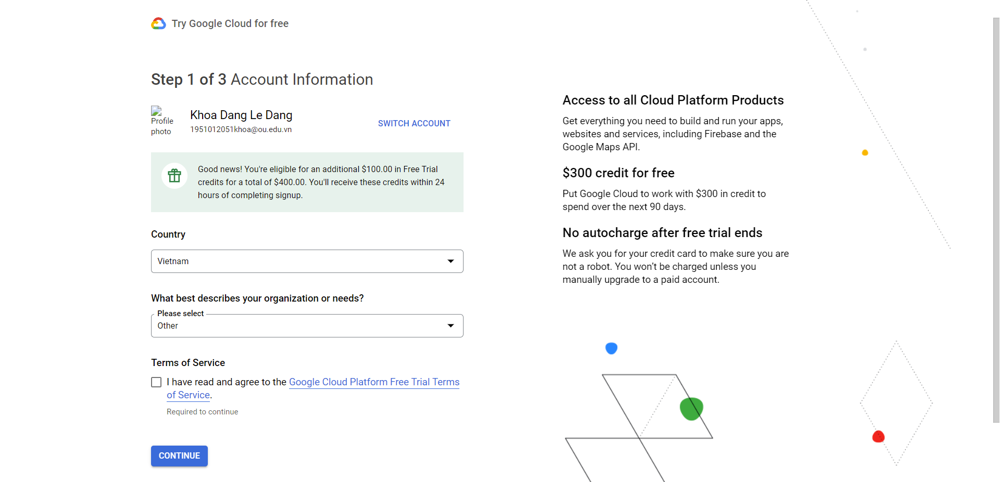 Try Google Cloud for free
Step 1 of 3 Account Information
Profile
photo
Khoa Dang Le Dang
1951012051khoa@ou.edu.vn
SWITCH ACCOUNT
Good news! You're eligible for an additional $100.00 in Free Trial
credits for a total of $400.00. You'll receive these credits within 24
hours of completing signup.
Country
Vietnam
What best describes your organization or needs?
Please select
Other
Terms of Service
I have read and agree to the Google Cloud Platform Free Trial Terms
of Service.
Required to continue
CONTINUE
Access to all Cloud Platform Products
Get everything you need to build and run your apps,
websites and services, including Firebase and the
Google Maps API.
$300 credit for free
Put Google Cloud to work with $300 in credit to
spend over the next 90 days.
No autocharge after free trial ends
We ask you for your credit card to make sure you are
not a robot. You won’t be charged unless you
manually upgrade to a paid account.